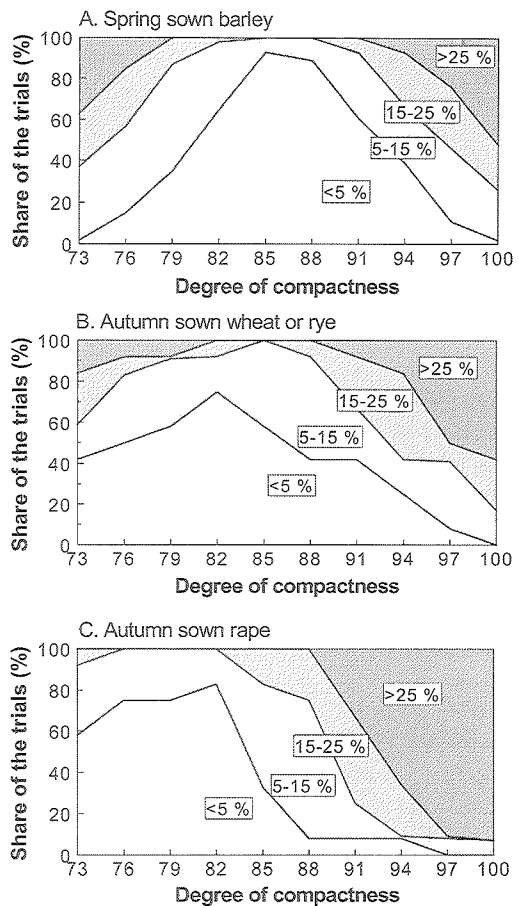 A. Spring sown barley
Share of the trials (%)
100
80
60
40
20
0
>25 %
15-25 %
5-15 %
<5 %
73 76 79 82 85 88 91 94 97 100
Degree of compactness
B. Autumn sown wheat or rye
Share of the trials (%)
100
80
60
40
20
0
>25 %
15-25 %
5-15 %
<5 %
73 76 79 82 85 88 91 94 97 100
Degree of compactness
C. Autumn sown rape
Share of the trials (%)
100
80
60
40
20
0
>25 %
15-25 %
5-15 %
<5 %
73 76 79 82 85 88 91 94 97 100
Degree of compactness